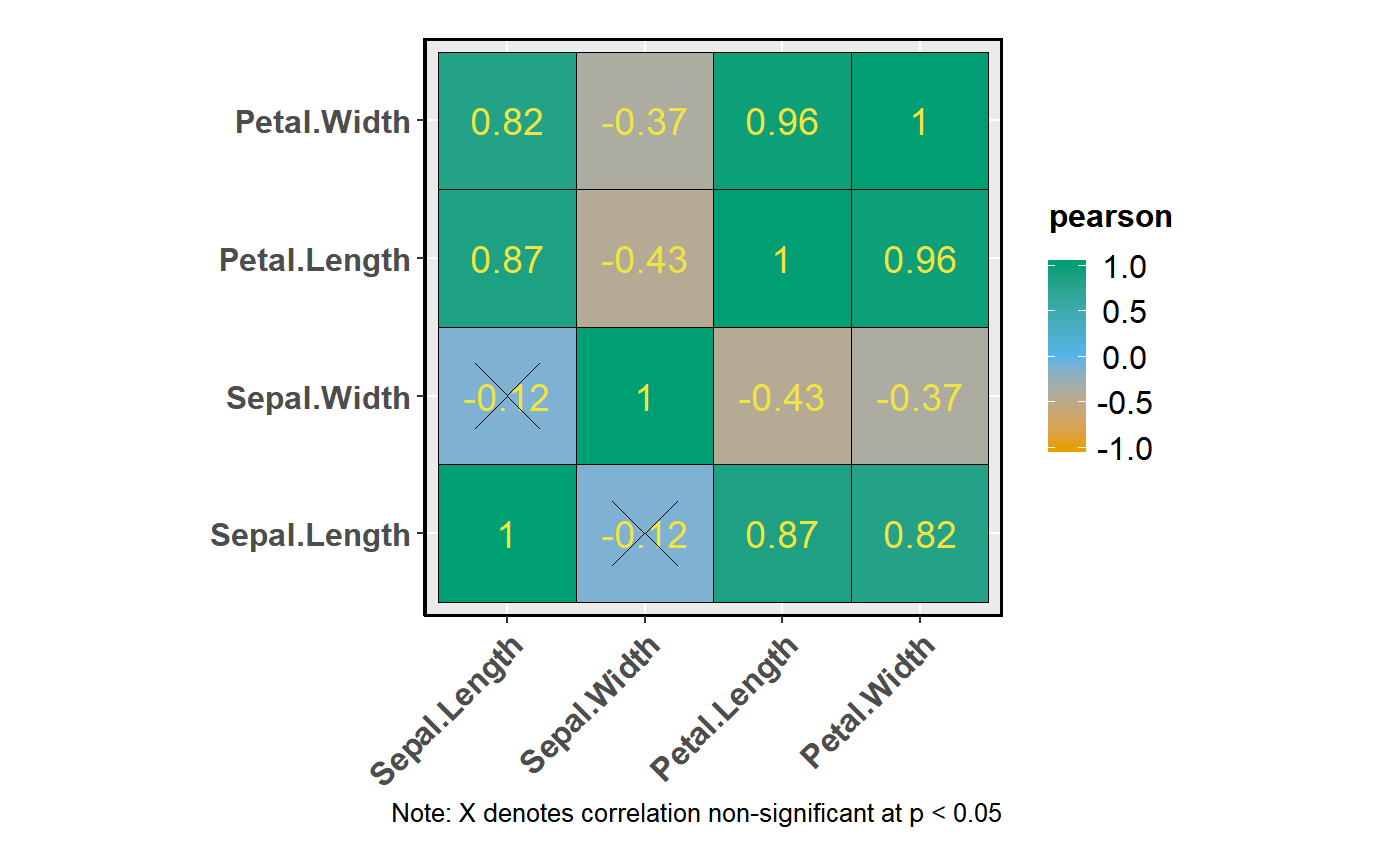 Petal.Width 0.82 -0.37 0.96 1
Petal.Length 0.87 -0.43 1 0.96
Sepal.Width -0.12 1 -0.43 -0.37
Sepal.Length 1 -0.12 0.87 0.82
Sepal.Length Sepal.Width Petal.Length Petal.Width
pearson
1.0
0.5
0.0
-0.5
-1.0
Note: X denotes correlation non-significant at p < 0.05